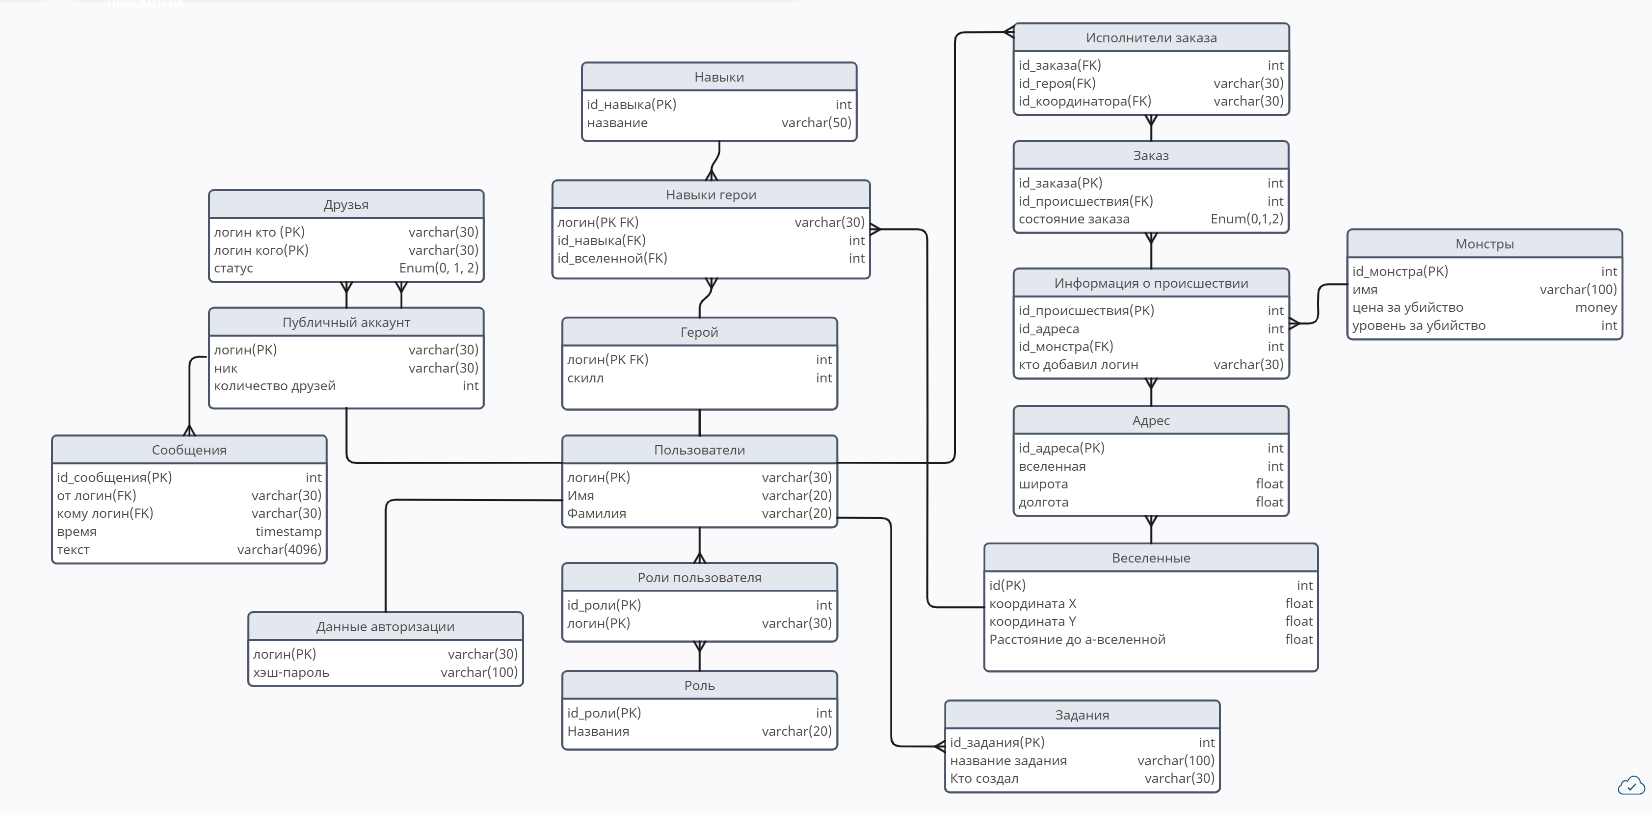 Исполнители заказа
id_заказа(FK) int
id_героя(FK) varchar(30)
id_координатора(FK) varchar(30)
Навыки
id_навыка(PK) int
название varchar(50)
Заказ
id_заказа(PK) int
id_происшествия(FK) int
состояние заказа Enum(0,1,2)
Навыки герои
логин(PK FK) varchar(30)
id_навыка(FK) int
id_вселенной(FK) int
Друзья
логин кто (PK) varchar(30)
логин кого(PK) varchar(30)
статус Enum(0, 1, 2)
Монстры
id_монстра(PK) int
имя varchar(100)
цена за убийство money
уровень за убийство int
Информация о происшествии
id_происшествия(PK) int
id_адреса int
id_монстра(FK) int
кто добавил логин varchar(30)
Публичный аккаунт
логин(PK) varchar(30)
ник varchar(30)
количество друзей int
Герой
логин(PK FK) int
скилл int
Адрес
id_адреса(PK) int
вселенная int
широта float
долгота float
Сообщения
id_сообщения(PK) int
от логин(FK) varchar(30)
кому логин(FK) varchar(30)
время timestamp
текст varchar(4096)
Пользователи
логин(PK) varchar(30)
Имя varchar(20)
Фамилия varchar(20)
Веселенные
id(PK) int
координата X float
координата Y float
Расстояние до а-вселенной float
Роли пользователя
id_роли(PK) int
логин(PK) varchar(30)
Данные авторизации
логин(PK) varchar(30)
хэш-пароль varchar(100)
Роль
id_роли(PK) int
Названия varchar(20)
Задания
id_задания(PK) int
название задания varchar(100)
Кто создал varchar(30)